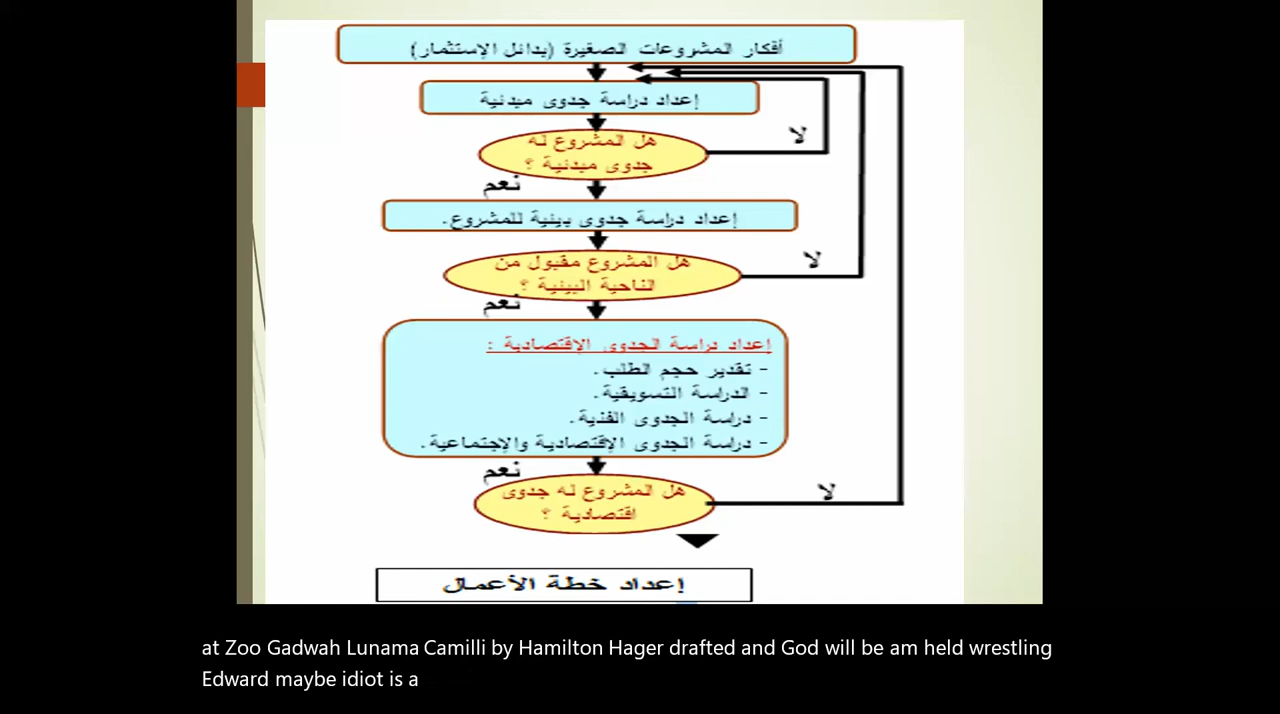 أفكار المشروعات الصغيرة (بدائل الإستثمار)
إعداد دراسة جدوى مبدئية
هل المشروع له
جدوى مبدئية ؟
لا
نعم
إعداد دراسة جدوى بيئية للمشروع.
هل المشروع مقبول من
الناحية البيئية ؟
لا
نعم
إعداد دراسة الجدوى الإقتصادية :
- تقدير حجم الطلب.
- الدراسة التسويقية.
- دراسة الجدوى الفنية.
- دراسة الجدوى الإقتصادية والإجتماعية.
نعم
هل المشروع له جدوى
اقتصادية ؟
لا
إعداد خطة الأعمال
at Zoo Gadwah Lunama Camilli by Hamilton Hager drafted and God will be am held wrestling
Edward maybe idiot is a